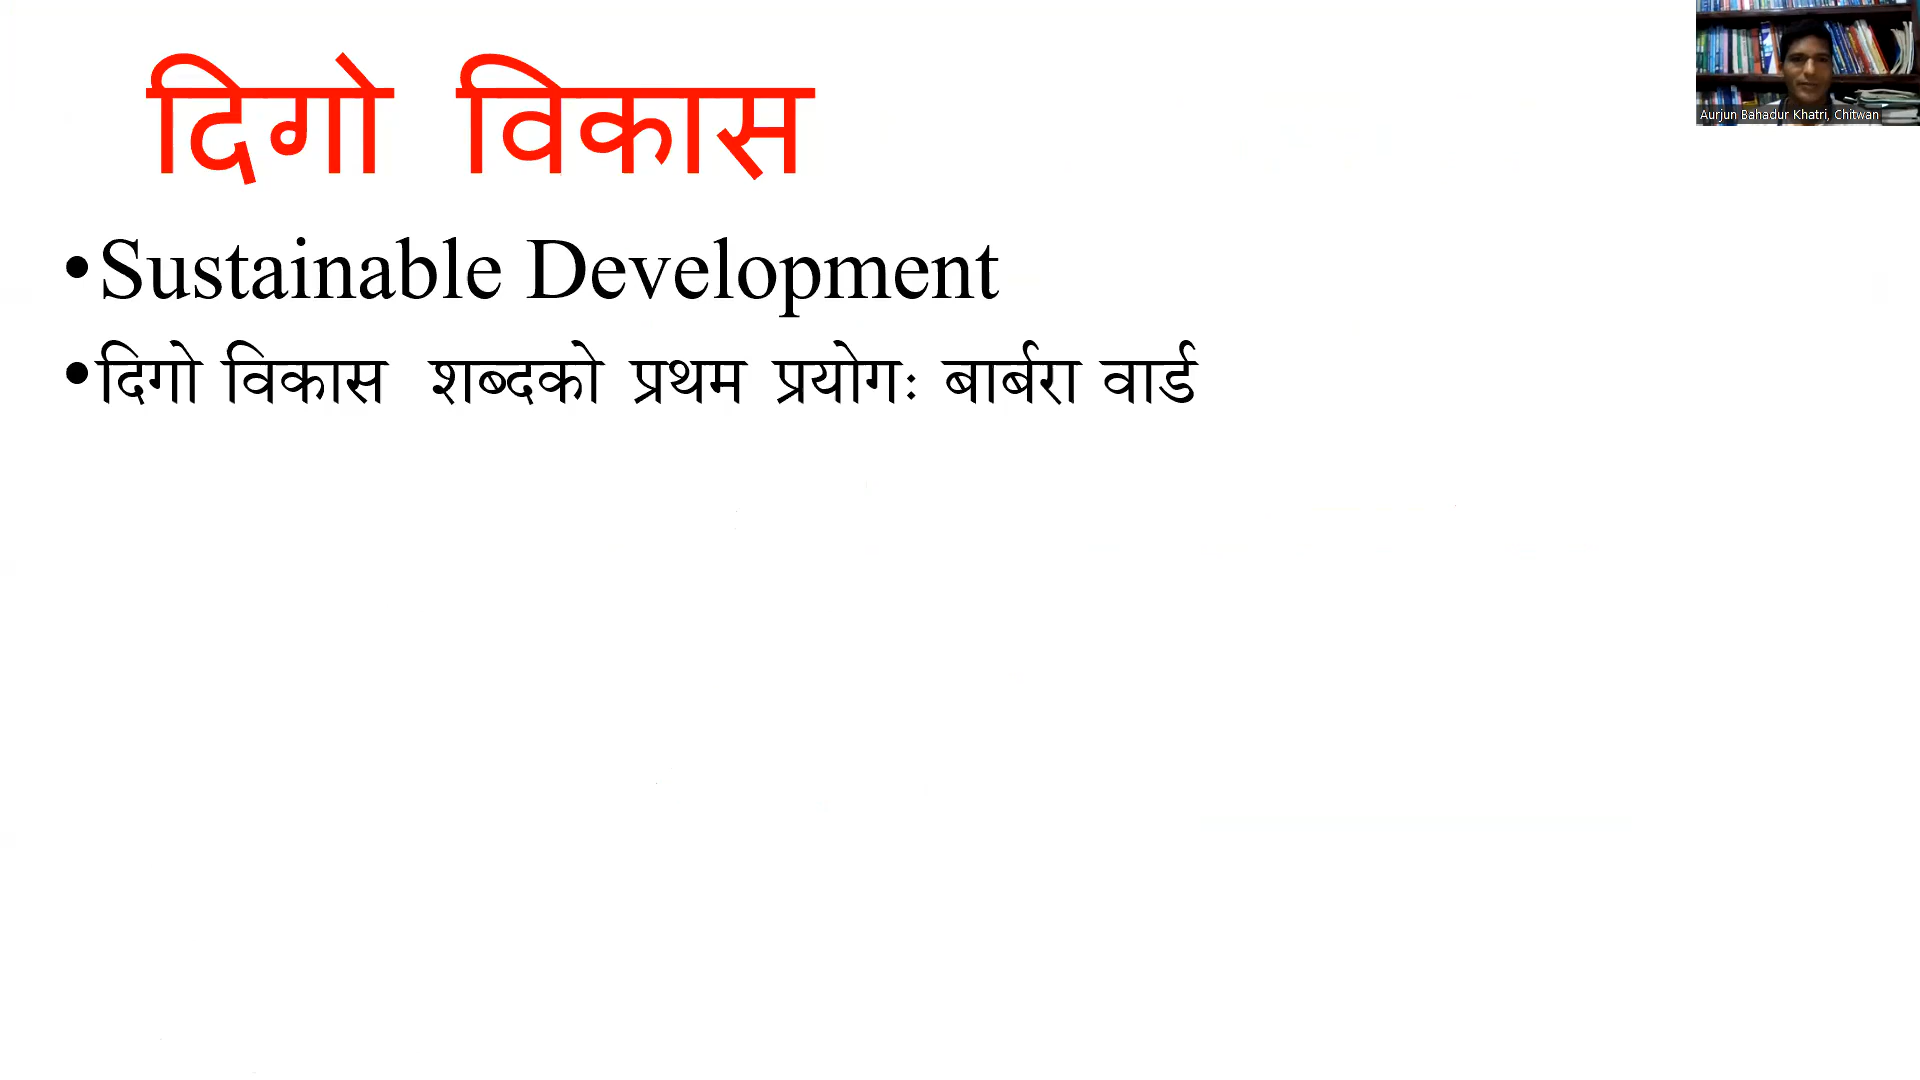 दिगो विकास
•Sustainable Development
•दिगो विकास शब्दको प्रथम प्रयोगः बार्बरा वार्ड
Aurjun Bahadur Khatri, Chitwan